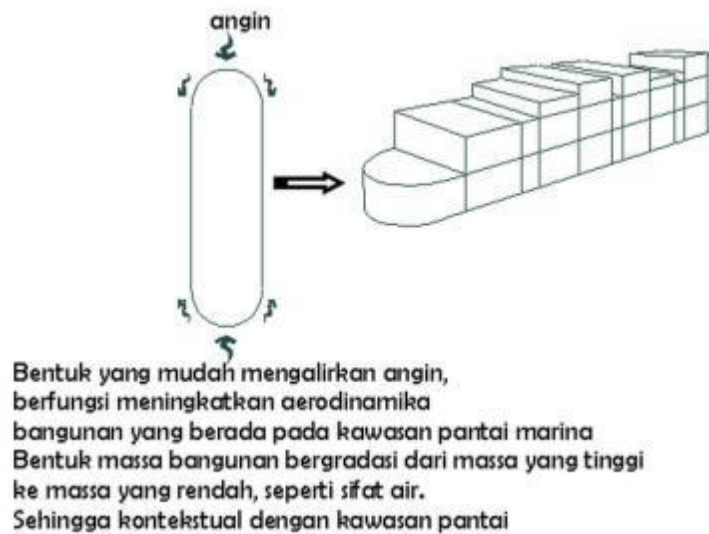 angin
Bentuk yang mudah mengalirkan angin,
berfungsi meningkatkan aerodinamika
bangunan yang berada pada kawasan pantai marina
Bentuk massa bangunan bergradasi dari massa yang tinggi
ke massa yang rendah, seperti sifat air.
Sehingga kontekstual dengan kawasan pantai